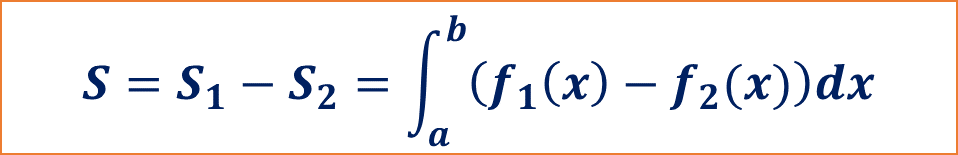 S = S₁ − S₂ = ∫ₐᵇ (f₁(x) − f₂(x))dx